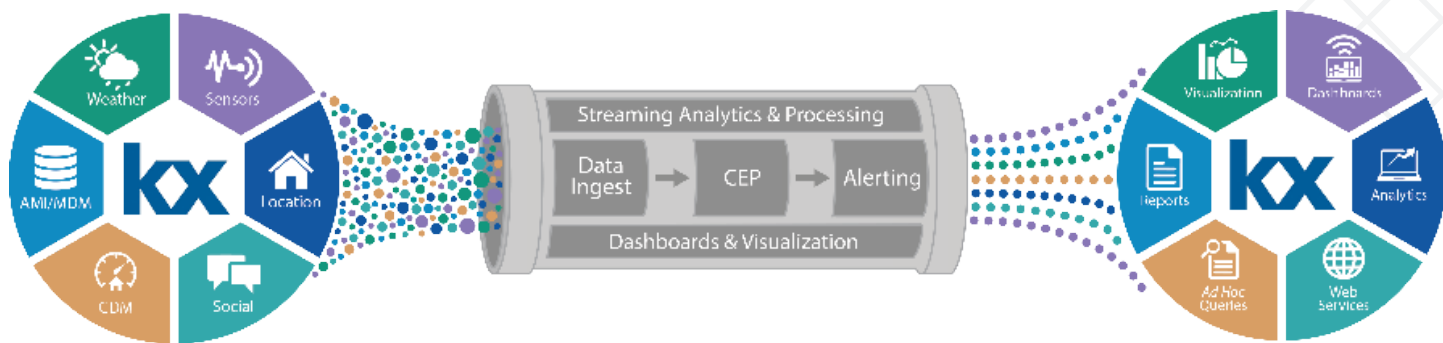 Weather
Sensors
AMI/MDM
kx
Location
CDM
Social
Streaming Analytics & Processing
Data
Ingest
CEP
Alerting
Dashboards & Visualization
Visualization
Dashboards
Reports
kx
Analytics
Ad Hoc
Queries
Web
Services